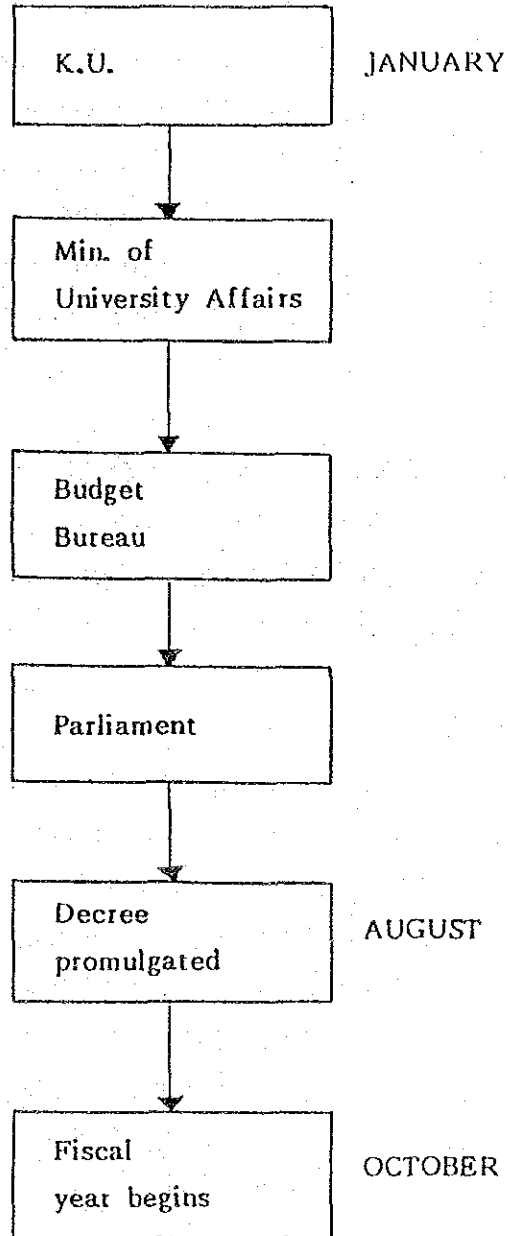 K.U. JANUARY
Min. of
University Affairs
Budget
Bureau
Parliament
Decree
promulgated
AUGUST
Fiscal
year begins
OCTOBER